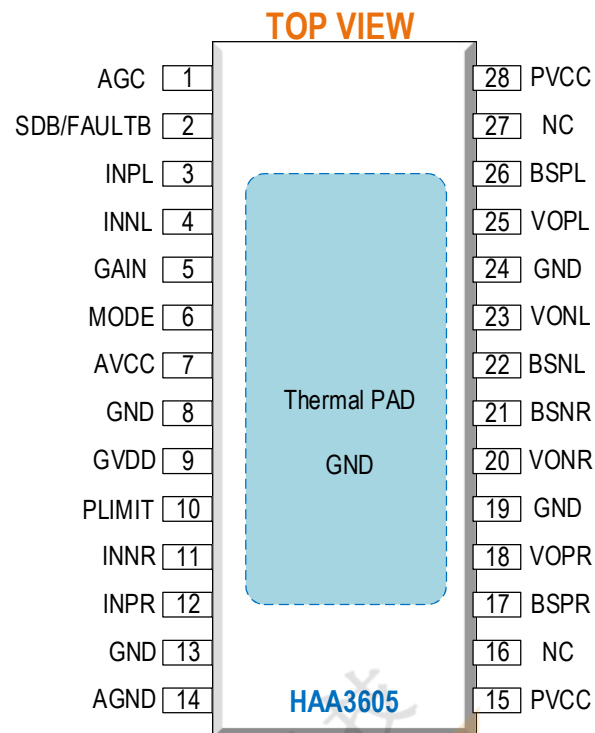 TOP VIEW
AGC 1 28 PVCC
SDB/FAULTB 2 27 NC
INPL 3 26 BSPL
INNL 4 25 VOPL
GAIN 5 24 GND
MODE 6 23 VONL
AVCC 7 22 BSNL
Thermal PAD
GND 8 21 BSNR
GND
GVDD 9 20 VONR
PLIMIT 10 19 GND
INNR 11 18 VOPR
INPR 12 17 BSPR
GND 13 16 NC
AGND 14 HAA3605 15 PVCC